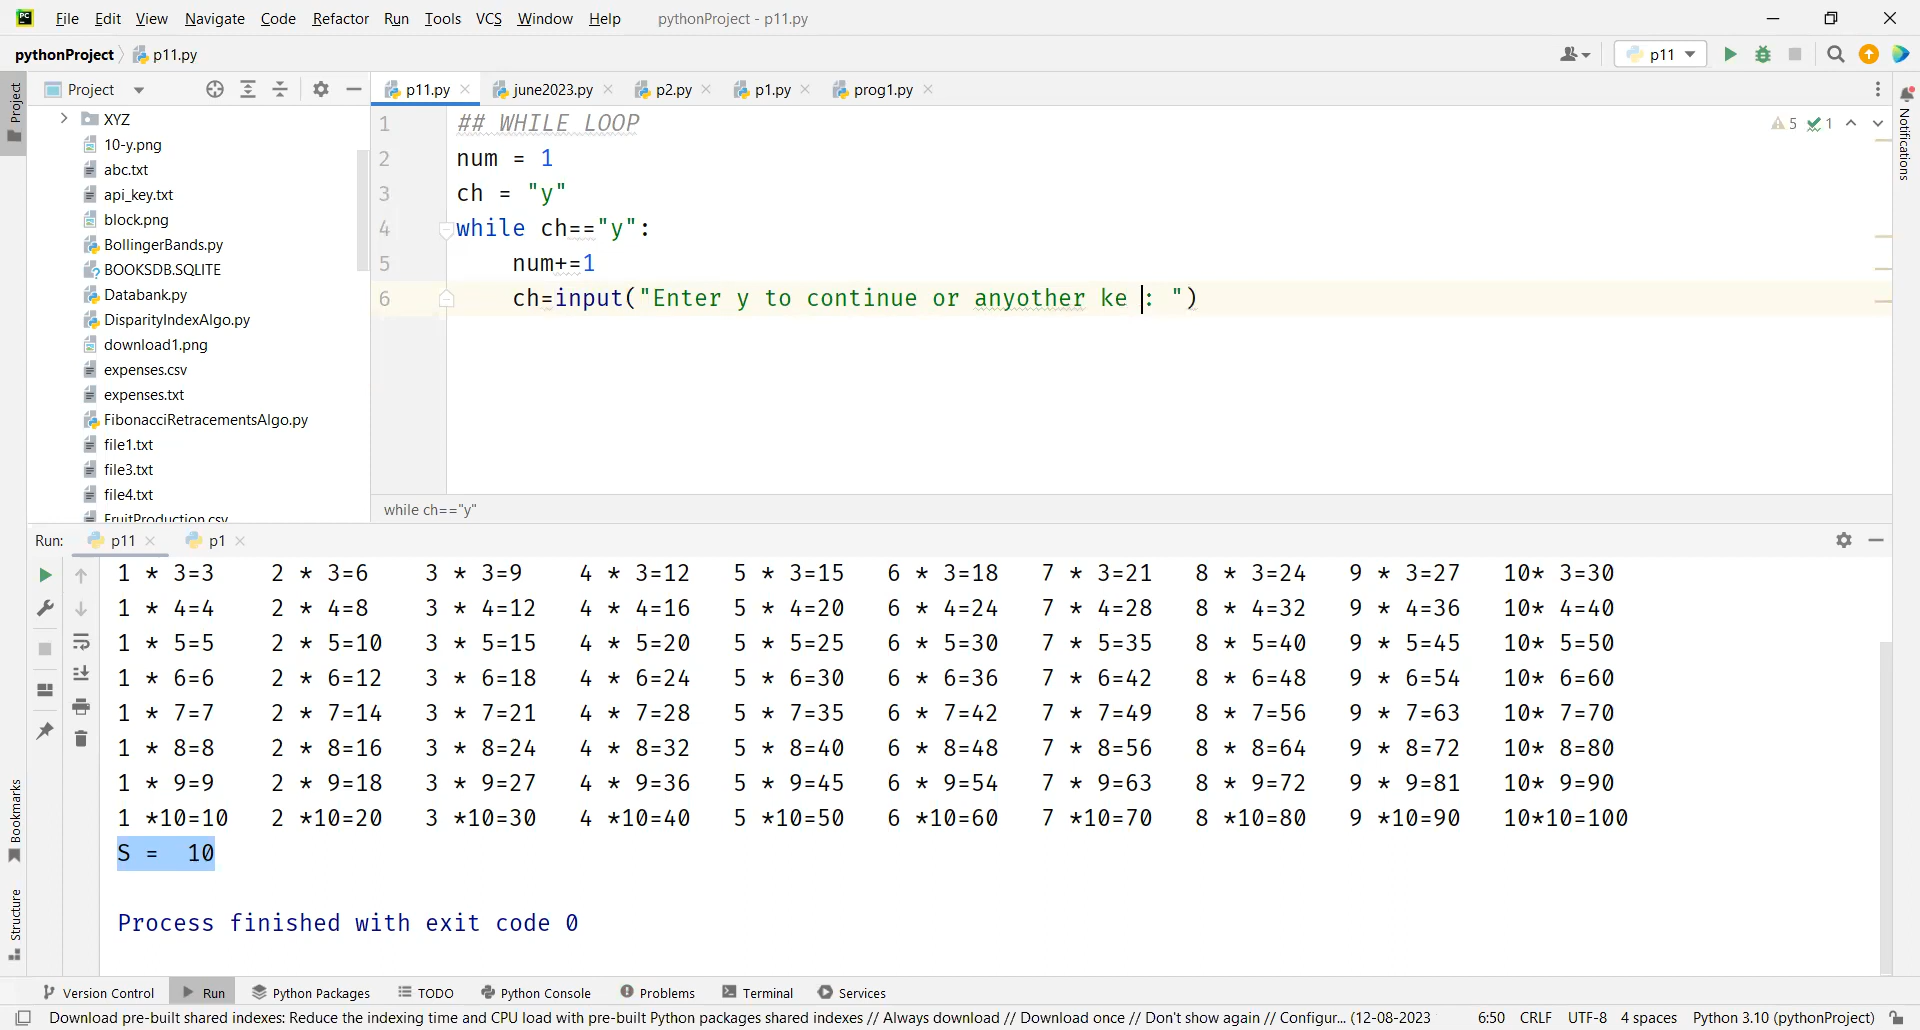 PC File Edit View Navigate Code Refactor Run Tools VCS Window Help pythonProject - p11.py
pythonProject p11.py p11
Project
Project
p11.py june2023.py p2.py p1.py prog1.py
Notifications
XYZ
10-y.png
abc.txt
api_key.txt
block.png
BollingerBands.py
BOOKSDB.SQLITE
Databank.py
DisparityIndexAlgo.py
download1.png
expenses.csv
expenses.txt
FibonacciRetracementsAlgo.py
file1.txt
file3.txt
file4.txt
FruitProduction.csv
5 1
1 ## WHILE LOOP
2 num = 1
3 ch = "y"
4 while ch=="y":
5 num+=1
6 ch=input("Enter y to continue or anyother ke : ")
while ch=="y"
Run: p11 p1
1 * 3=3 2 * 3=6 3 * 3=9 4 * 3=12 5 * 3=15 6 * 3=18 7 * 3=21 8 * 3=24 9 * 3=27 10* 3=30
1 * 4=4 2 * 4=8 3 * 4=12 4 * 4=16 5 * 4=20 6 * 4=24 7 * 4=28 8 * 4=32 9 * 4=36 10* 4=40
1 * 5=5 2 * 5=10 3 * 5=15 4 * 5=20 5 * 5=25 6 * 5=30 7 * 5=35 8 * 5=40 9 * 5=45 10* 5=50
1 * 6=6 2 * 6=12 3 * 6=18 4 * 6=24 5 * 6=30 6 * 6=36 7 * 6=42 8 * 6=48 9 * 6=54 10* 6=60
1 * 7=7 2 * 7=14 3 * 7=21 4 * 7=28 5 * 7=35 6 * 7=42 7 * 7=49 8 * 7=56 9 * 7=63 10* 7=70
1 * 8=8 2 * 8=16 3 * 8=24 4 * 8=32 5 * 8=40 6 * 8=48 7 * 8=56 8 * 8=64 9 * 8=72 10* 8=80
1 * 9=9 2 * 9=18 3 * 9=27 4 * 9=36 5 * 9=45 6 * 9=54 7 * 9=63 8 * 9=72 9 * 9=81 10* 9=90
1 *10=10 2 *10=20 3 *10=30 4 *10=40 5 *10=50 6 *10=60 7 *10=70 8 *10=80 9 *10=90 10*10=100
S = 10
Process finished with exit code 0
Bookmarks
Structure
Version Control Run Python Packages TODO Python Console Problems Terminal Services
Download pre-built shared indexes: Reduce the indexing time and CPU load with pre-built Python packages shared indexes // Always download // Download once // Don't show again // Configur... (12-08-2023 6:50 CRLF UTF-8 4 spaces Python 3.10 (pythonProject)